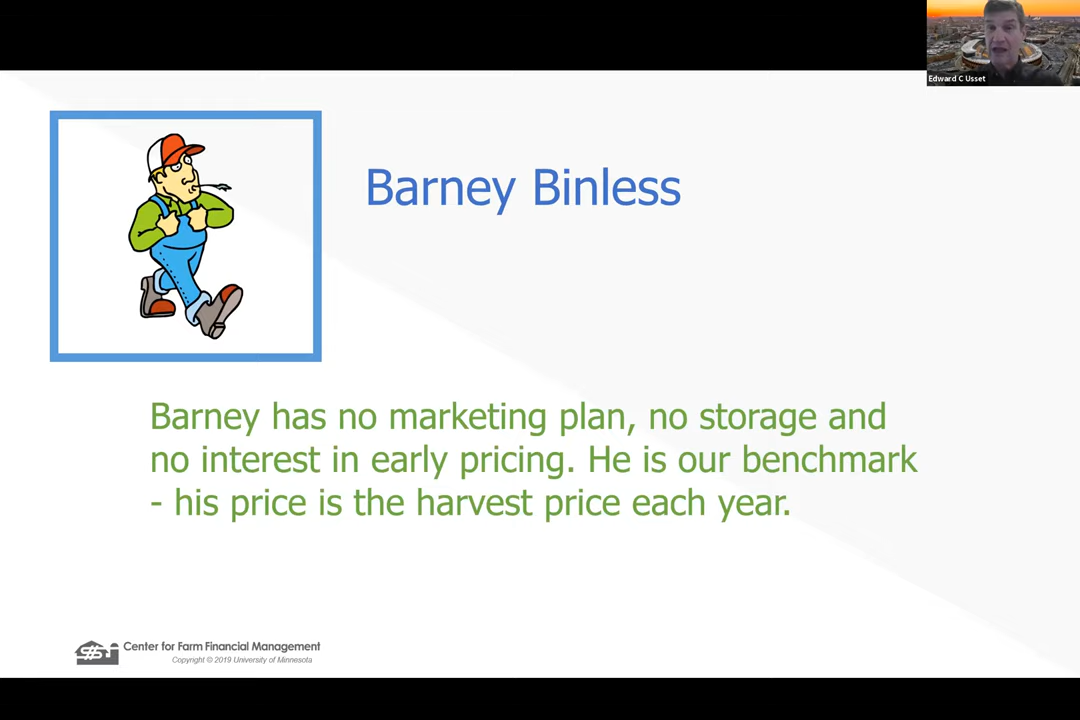 Edward C Usset
Barney Binless
Barney has no marketing plan, no storage and
no interest in early pricing. He is our benchmark
- his price is the harvest price each year.
Center for Farm Financial Management
Copyright © 2019 University of Minnesota